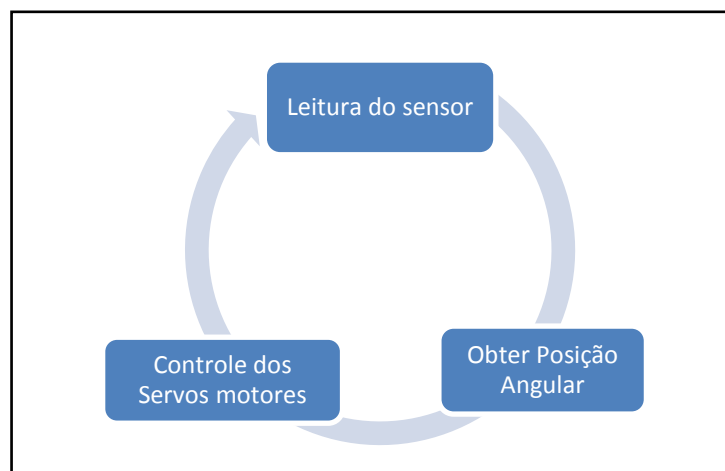 Leitura do sensor
Obter Posição
Angular
Controle dos
Servos motores